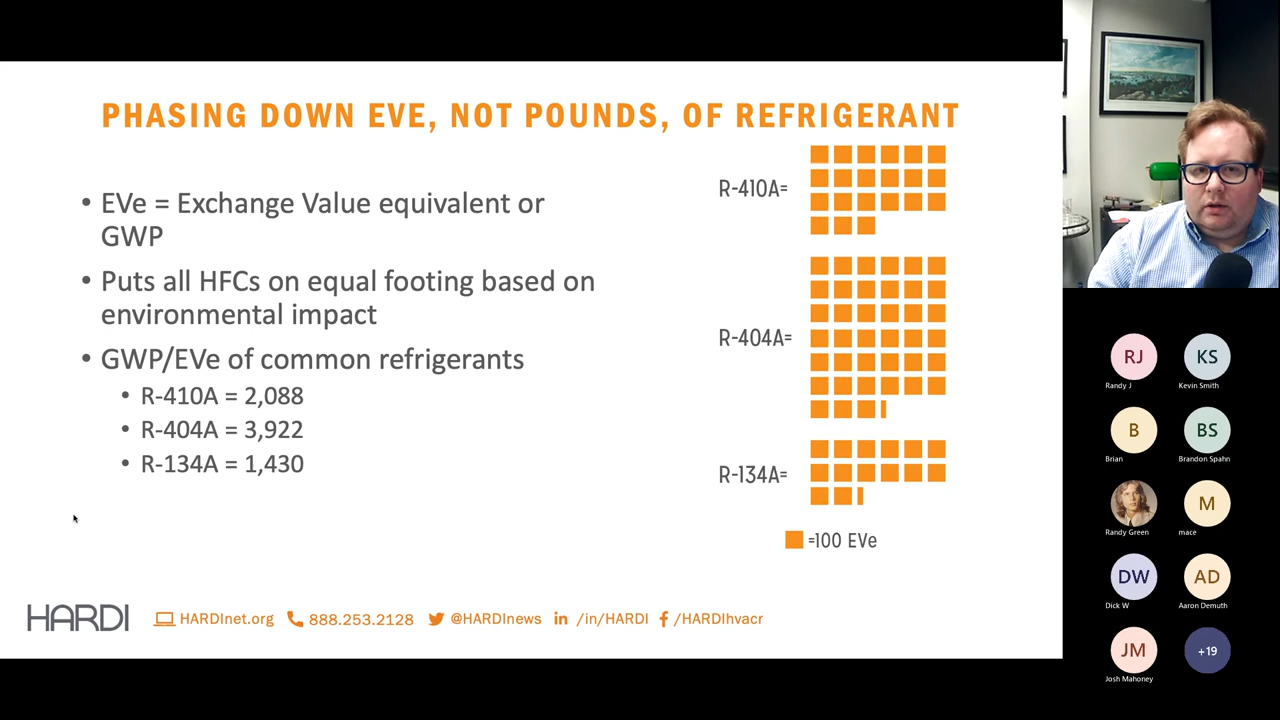 PHASING DOWN EVE, NOT POUNDS, OF REFRIGERANT
• EVe = Exchange Value equivalent or
GWP
• Puts all HFCs on equal footing based on
environmental impact
• GWP/EVe of common refrigerants
• R-410A = 2,088
• R-404A = 3,922
• R-134A = 1,430
R-410A=
R-404A=
R-134A=
=100 EVe
HARDI
HARDInet.org
888.253.2128
@HARDInews
in /in/HARDI
f /HARDIhvacr
RJ
Randy J
KS
Kevin Smith
B
Brian
BS
Brandon Spahn
Randy Green
M
mace
DW
Dick W
AD
Aaron Demuth
JM
Josh Mahoney
+19